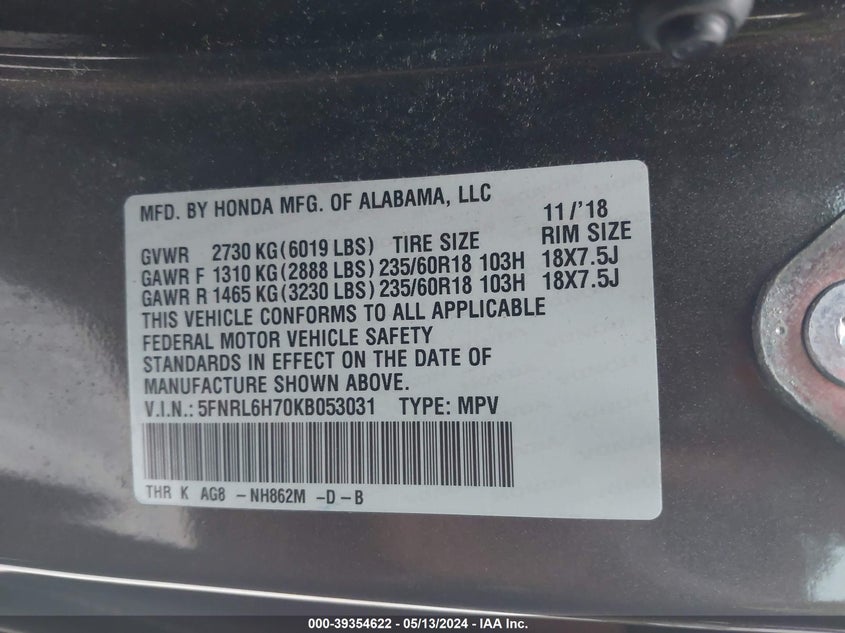 MFD. BY HONDA MFG. OF ALABAMA, LLC 11/'18
GVWR 2730 KG(6019 LBS) TIRE SIZE RIM SIZE
GAWR F 1310 KG(2888 LBS) 235/60R18 103H 18X7.5J
GAWR R 1465 KG(3230 LBS) 235/60R18 103H 18X7.5J
THIS VEHICLE CONFORMS TO ALL APPLICABLE
FEDERAL MOTOR VEHICLE SAFETY
STANDARDS IN EFFECT ON THE DATE OF
MANUFACTURE SHOWN ABOVE.
V.I.N.: 5FNRL6H70KB053031 TYPE: MPV
THR K AG8 - NH862M - D - B
000-39354622 - 05/13/2024 - IAA Inc.